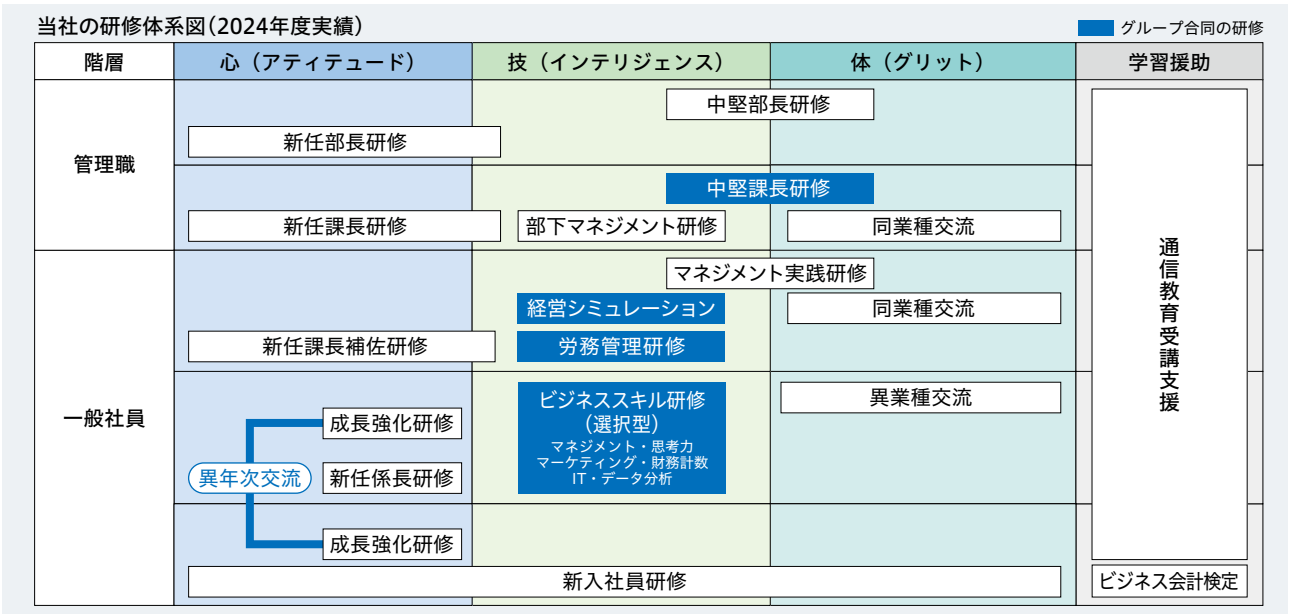 当社の研修体系図(2024年度実績)
グループ合同の研修
階層
心（アティテュード）
技（インテリジェンス）
体（グリット）
学習援助
管理職
中堅部長研修
新任部長研修
中堅課長研修
新任課長研修
部下マネジメント研修
同業種交流
一般社員
マネジメント実践研修
経営シミュレーション
同業種交流
新任課長補佐研修
労務管理研修
ビジネススキル研修
（選択型）
マネジメント・思考力
マーケティング・財務計数
IT・データ分析
異業種交流
成長強化研修
異年次交流
新任係長研修
成長強化研修
新入社員研修
通信教育受講支援
ビジネス会計検定